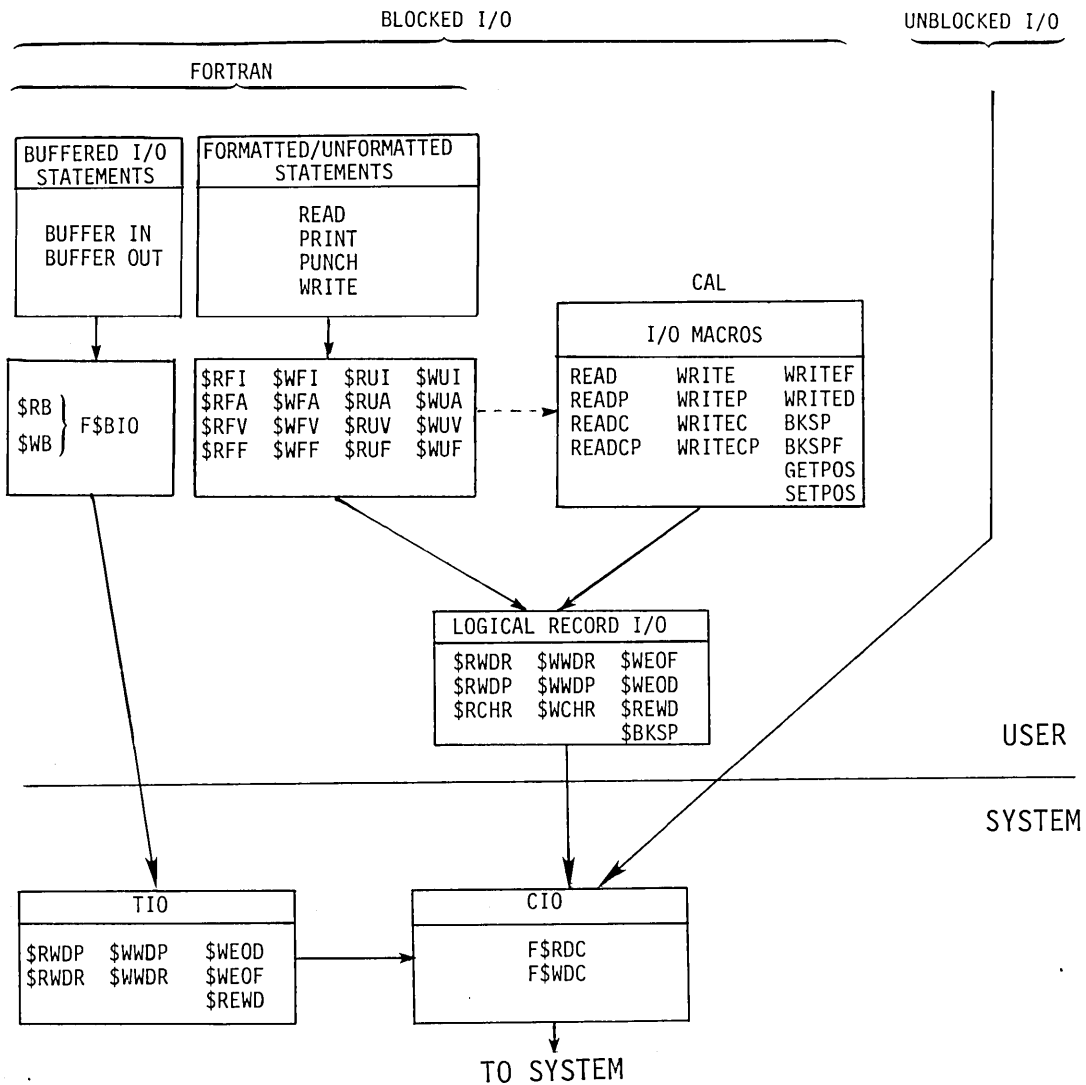 BLOCKED I/O
UNBLOCKED I/O
FORTRAN
BUFFERED I/O
STATEMENTS
BUFFER IN
BUFFER OUT
FORMATTED/UNFORMATTED
STATEMENTS
READ
PRINT
PUNCH
WRITE
CAL
I/O MACROS
READ WRITE WRITEF
READP WRITEP WRITED
READC WRITEC BKSP
READCP WRITECP BKSPF
GETPOS
SETPOS
$RB
$WB
F$BIO
$RFI $WFI $RUI $WUI
$RFA $WFA $RUA $WUA
$RFV $WFV $RUV $WUV
$RFF $WFF $RUF $WUF
LOGICAL RECORD I/O
$RWDR $WWDR $WEOF
$RWDP $WWDP $WEOD
$RCHR $WCHR $REWD
$BKSP
USER
SYSTEM
TIO
$RWDP $WWDP $WEOD
$RWDR $WWDR $WEOF
$REWD
CIO
F$RDC
F$WDC
TO SYSTEM